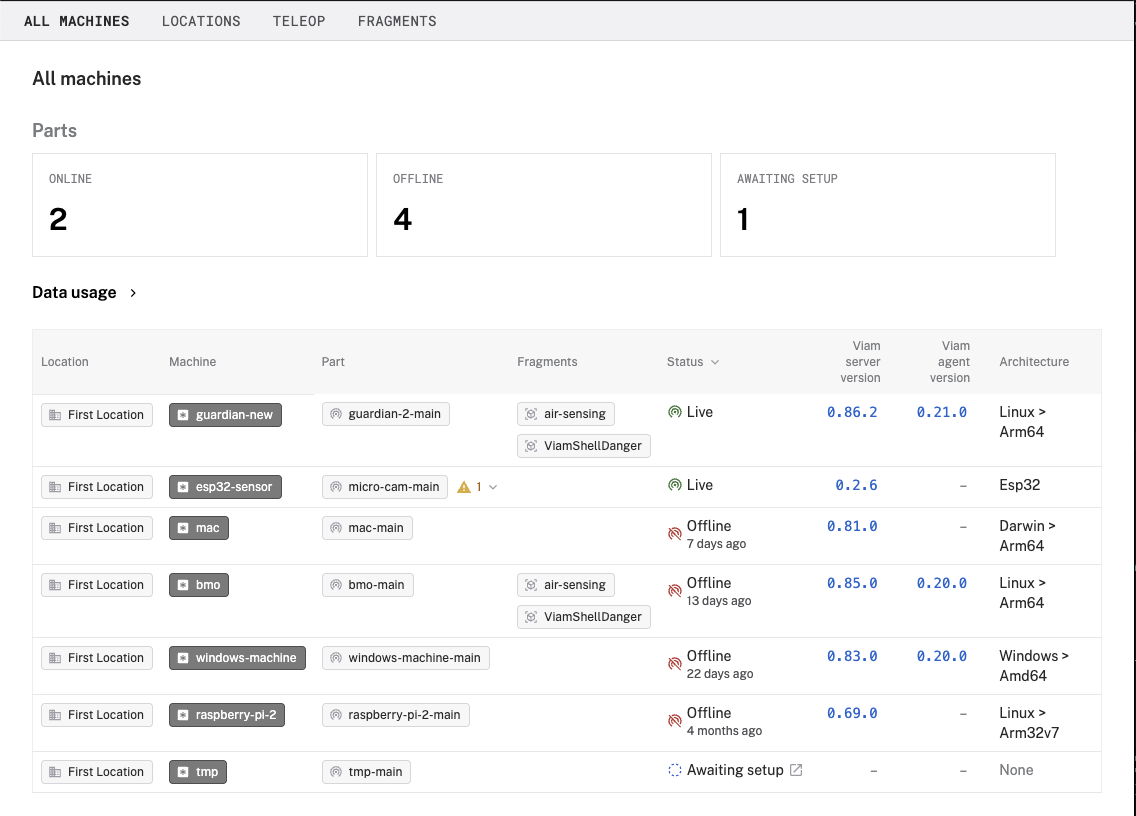 ALL MACHINES LOCATIONS TELEOP FRAGMENTS
All machines
Parts
ONLINE OFFLINE AWAITING SETUP
2 4 1
Data usage
Location Machine Part Fragments Status Viam server version Viam agent version Architecture
First Location guardian-new guardian-2-main air-sensing Live 0.86.2 0.21.0 Linux >
Arm64
ViamShellDanger
First Location esp32-sensor micro-cam-main 1 Live 0.2.6 – Esp32
First Location mac mac-main Offline 0.81.0 – Darwin >
7 days ago Arm64
First Location bmo bmo-main air-sensing Offline 0.85.0 0.20.0 Linux >
13 days ago Arm64
ViamShellDanger
First Location windows-machine windows-machine-main Offline 0.83.0 0.20.0 Windows >
22 days ago Amd64
First Location raspberry-pi-2 raspberry-pi-2-main Offline 0.69.0 – Linux >
4 months ago Arm32v7
First Location tmp tmp-main Awaiting setup – – None